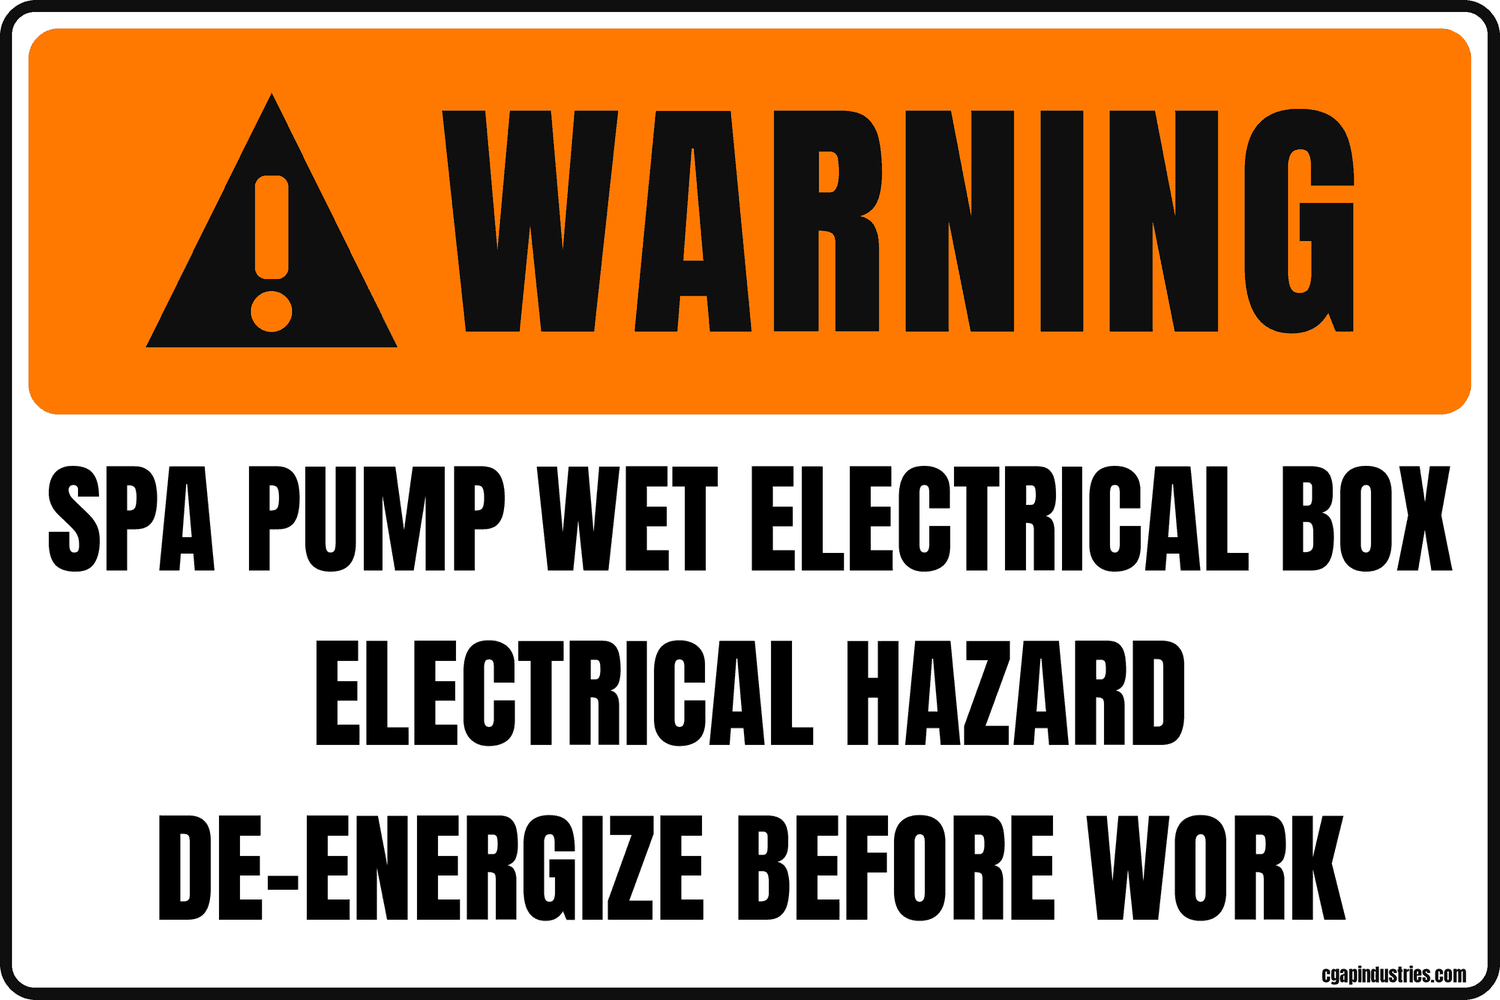 WARNING
SPA PUMP WET ELECTRICAL BOX
ELECTRICAL HAZARD
DE-ENERGIZE BEFORE WORK
cgapindustries.com